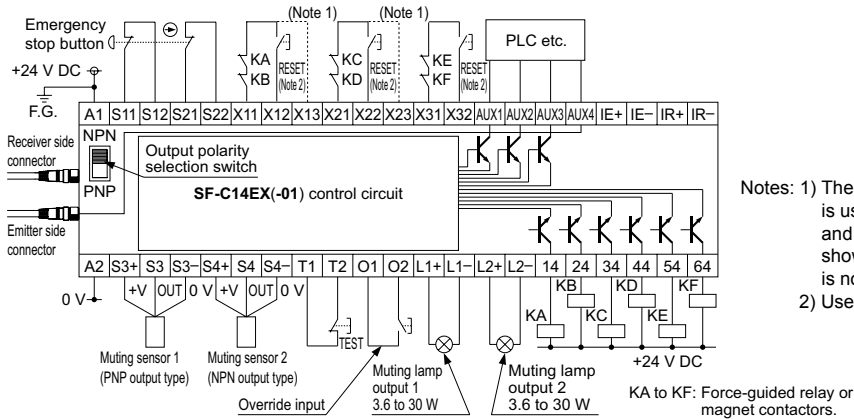 (Note 1)
(Note 1)
Emergency
stop button
PLC etc.
KA
KB
RESET
(Note 2)
KC
KD
RESET
(Note 2)
KE
KF
RESET
(Note 2)
+24 V DC
F.G.
A1 S11 S12 S21 S22 X11 X12 X13 X21 X22 X23 X31 X32 AUX1 AUX2 AUX3 AUX4 IE+ IE− IR+ IR−
Receiver side
connector
NPN
PNP
Output polarity
selection switch
SF-C14EX(-01) control circuit
Emitter side
connector
Notes: 1) The
is us
and
show
is no
2) Use
A2 S3+ S3 S3− S4+ S4 S4− T1 T2 O1 O2 L1+ L1− L2+ L2− 14 24 34 44 54 64
0 V
+V OUT 0 V +V OUT 0 V
KA KB KC KD KE KF
TEST
Muting sensor 1
(PNP output type)
Muting sensor 2
(NPN output type)
Override input
Muting lamp
output 1
3.6 to 30 W
Muting lamp
output 2
3.6 to 30 W
+24 V DC
KA to KF: Force-guided relay or
magnet contactors.